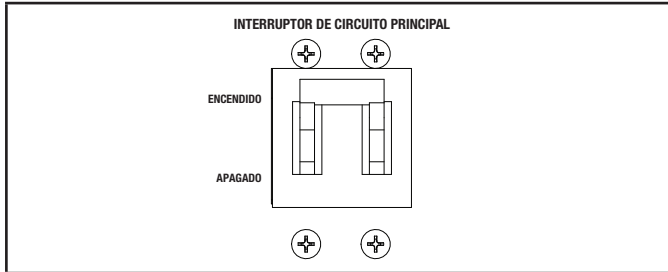 INTERRUPTOR DE CIRCUITO PRINCIPAL
ENCENDIDO
APAGADO